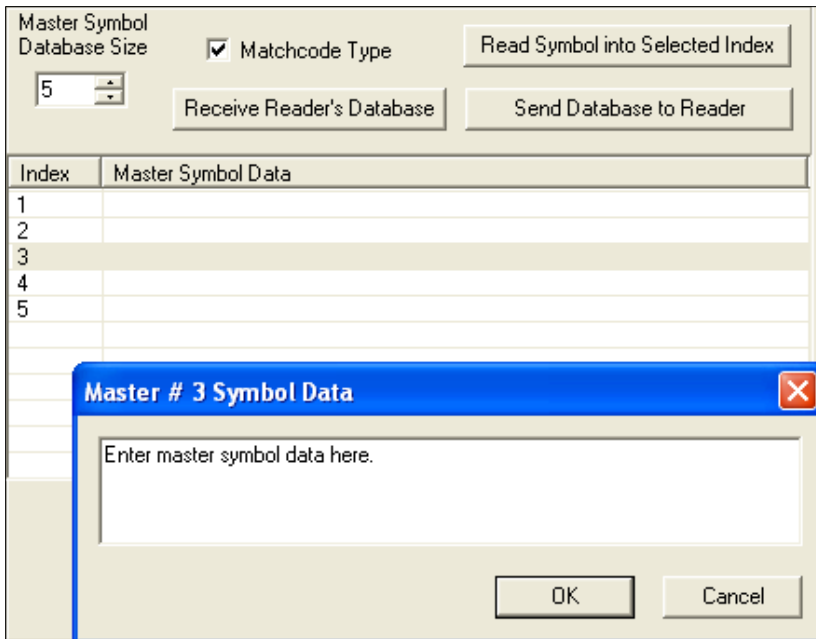 Master Symbol
Database Size
Matchcode Type
Read Symbol into Selected Index
5
Receive Reader's Database
Send Database to Reader
Index Master Symbol Data
1
2
3
4
5
Master # 3 Symbol Data
Enter master symbol data here.
OK Cancel